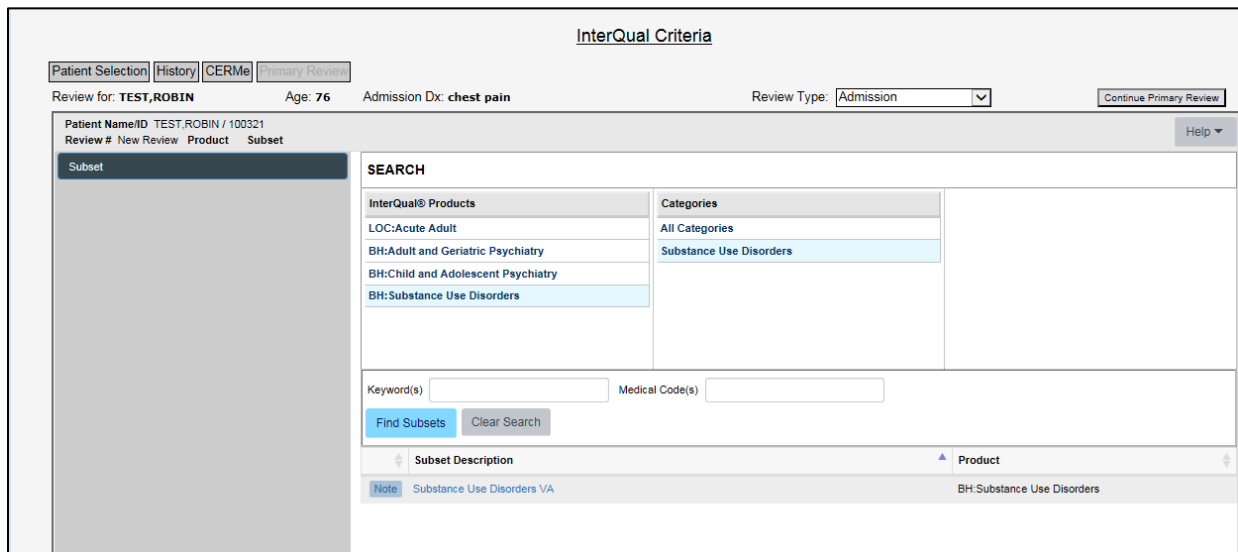 InterQual Criteria
Patient Selection History CERMe Primary Review
Review for: TEST,ROBIN Age: 76 Admission Dx: chest pain Review Type: Admission Continue Primary Review
Patient Name/ID TEST,ROBIN / 100321
Review # New Review Product Subset
Help
Subset
SEARCH
InterQual® Products Categories
LOC:Acute Adult All Categories
BH:Adult and Geriatric Psychiatry Substance Use Disorders
BH:Child and Adolescent Psychiatry
BH:Substance Use Disorders
Keyword(s) Medical Code(s)
Find Subsets Clear Search
Subset Description Product
Note Substance Use Disorders VA BH:Substance Use Disorders